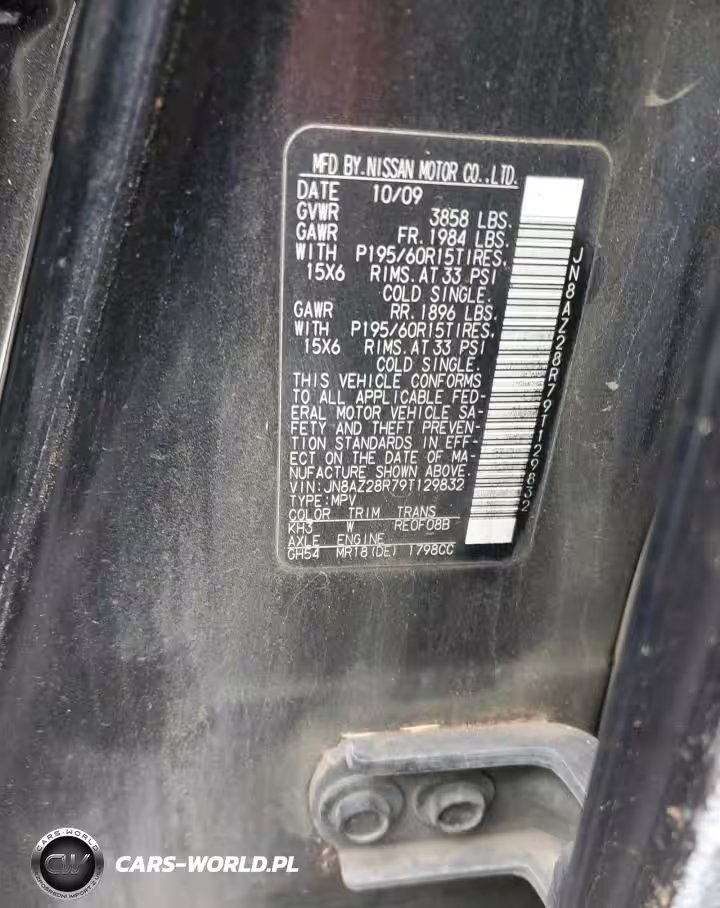 MFD BY.NISSAN MOTOR CO.,LTD.
DATE 10/09
GVWR 3858 LBS.
GAWR FR.1984 LBS.
WITH P195/60R15TIRES,
15X6 RIMS.AT 33 PSI
COLD SINGLE.
GAWR RR.1896 LBS.
WITH P195/60R15TIRES,
15X6 RIMS.AT 33 PSI
COLD SINGLE.
THIS VEHICLE CONFORMS
TO ALL APPLICABLE FED-
ERAL MOTOR VEHICLE SA-
FETY AND THEFT PREVEN-
TION STANDARDS IN EFF-
ECT ON THE DATE OF MA-
NUFACTURE SHOWN ABOVE.
VIN:JN8AZ28R79T129832
TYPE:MPV
COLOR TRIM TRANS
KH3 W RE0F08B
AXLE ENGINE
GH54 MR18(DE) 1798CC
JN8AZ28R79T129832
CARS-WORLD
CW
CARS-WORLD.PL